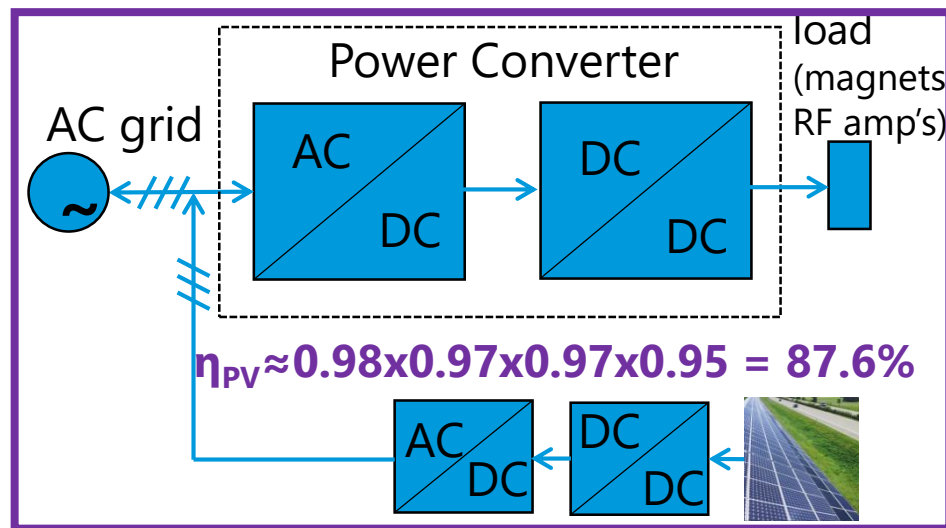 load
(magnets
RF amp's)
Power Converter
AC grid
~
AC
DC
DC
DC
ηPV≈0.98x0.97x0.97x0.95 = 87.6%
AC
DC
DC
DC